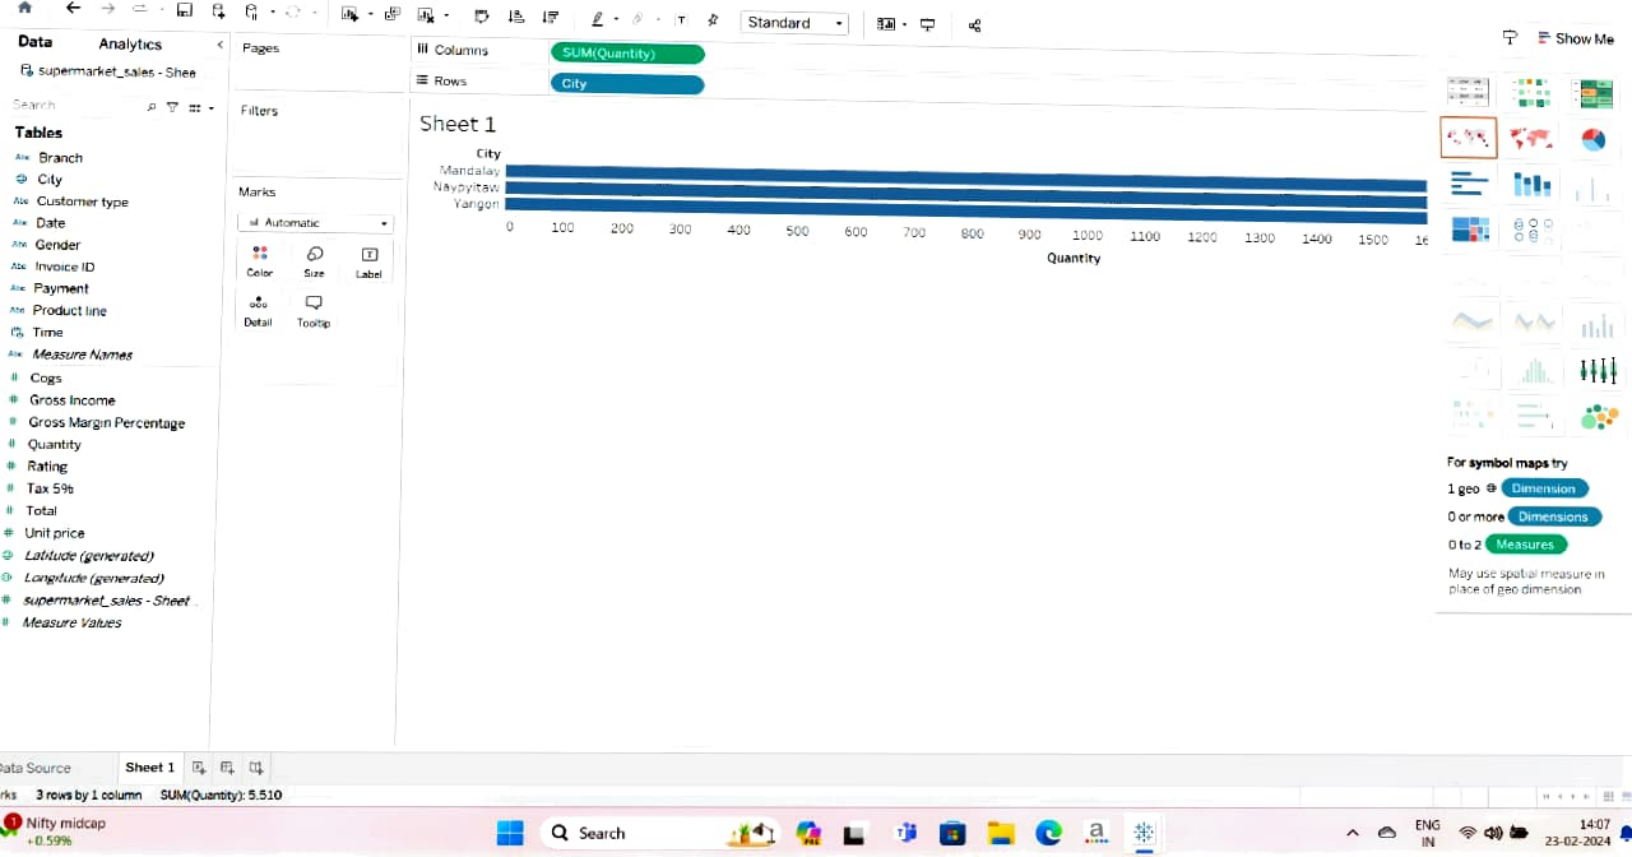 Standard
Data Analytics
supermarket_sales - Shee
Search
Tables
Branch
City
Customer type
Date
Gender
Invoice ID
Payment
Product line
Time
Measure Names
Cogs
Gross Income
Gross Margin Percentage
Quantity
Rating
Tax 5%
Total
Unit price
Latitude (generated)
Longitude (generated)
supermarket_sales - Sheet
Measure Values
Pages
Filters
Marks
Automatic
Color Size Label
Detail Tooltip
Columns SUM(Quantity)
Rows City
Sheet 1
City
Mandalay
Naypyitaw
Yangon
0 100 200 300 400 500 600 700 800 900 1000 1100 1200 1300 1400 1500 16
Quantity
Show Me
For symbol maps try
1 geo Dimension
0 or more Dimensions
0 to 2 Measures
May use spatial measure in
place of geo dimension
Data Source Sheet 1
rks 3 rows by 1 column SUM(Quantity): 5,510
Nifty midcap
+0.59%
Search
ENG
IN
14:07
23-02-2024